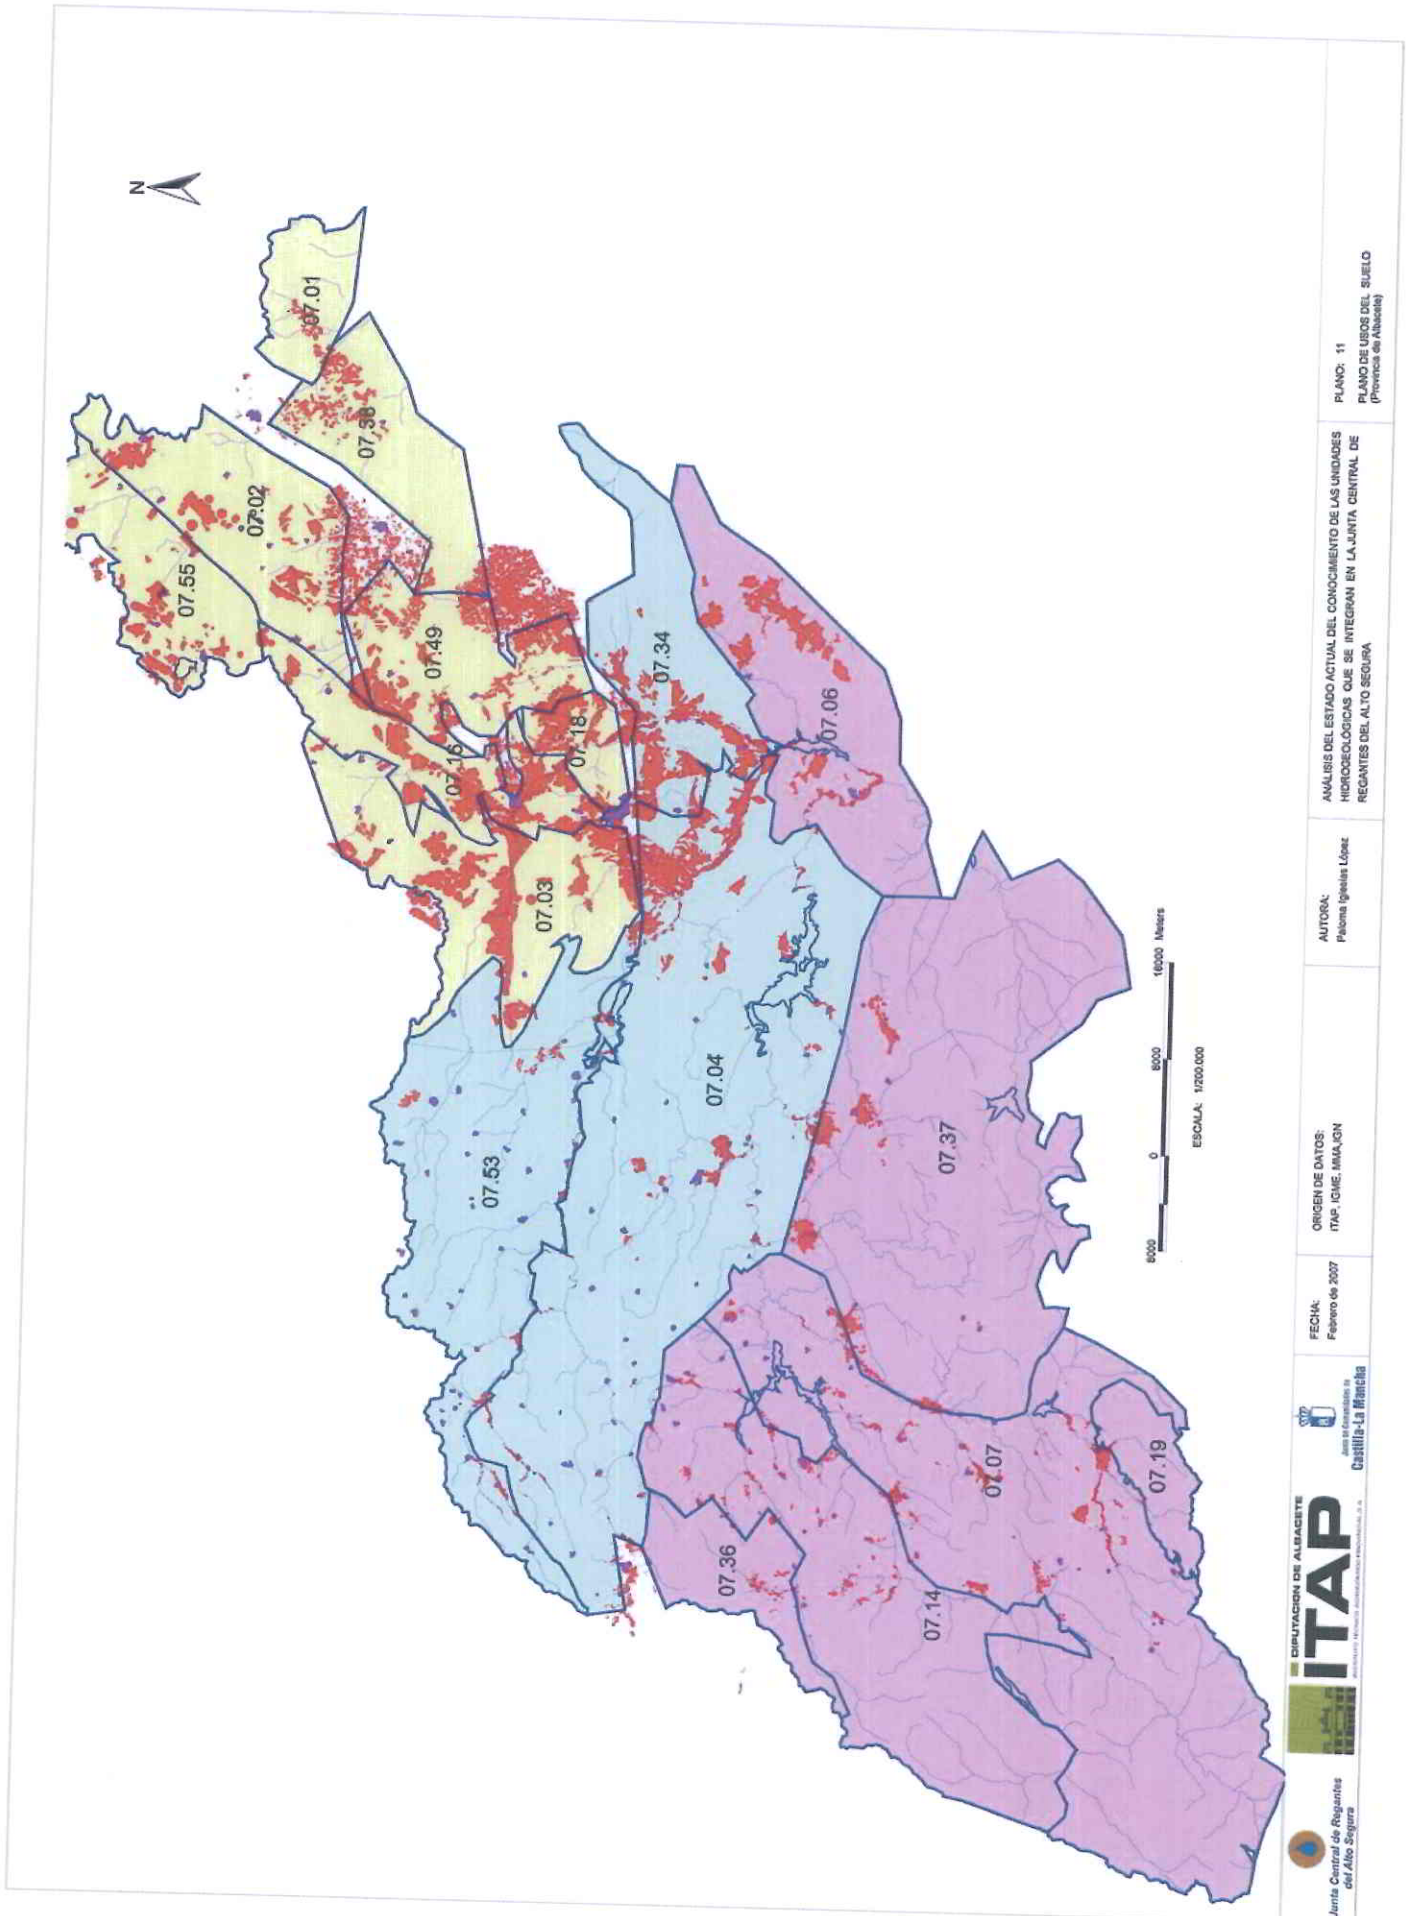 N
07.01
07.38
07.02
07.55
07.49
07.16
07.18
07.34
07.06
07.03
07.04
07.53
07.37
07.36
07.14
07.07
07.19
8000 0 8000 16000 Meters
ESCALA: 1/200.000
Junta Central de Regantes
del Alto Segura
DIPUTACION DE ALBACETE
ITAP
Junta de Comunidades de
Castilla-La Mancha
FECHA:
Febrero de 2007
ORIGEN DE DATOS:
ITAP, IGME, MMA,IGN
AUTORA:
Paloma Iglesias López
ANÁLISIS DEL ESTADO ACTUAL DEL CONOCIMIENTO DE LAS UNIDADES
HIDROGEOLÓGICAS QUE SE INTEGRAN EN LA JUNTA CENTRAL DE
REGANTES DEL ALTO SEGURA
PLANO: 11
PLANO DE USOS DEL SUELO
(Provincia de Albacete)